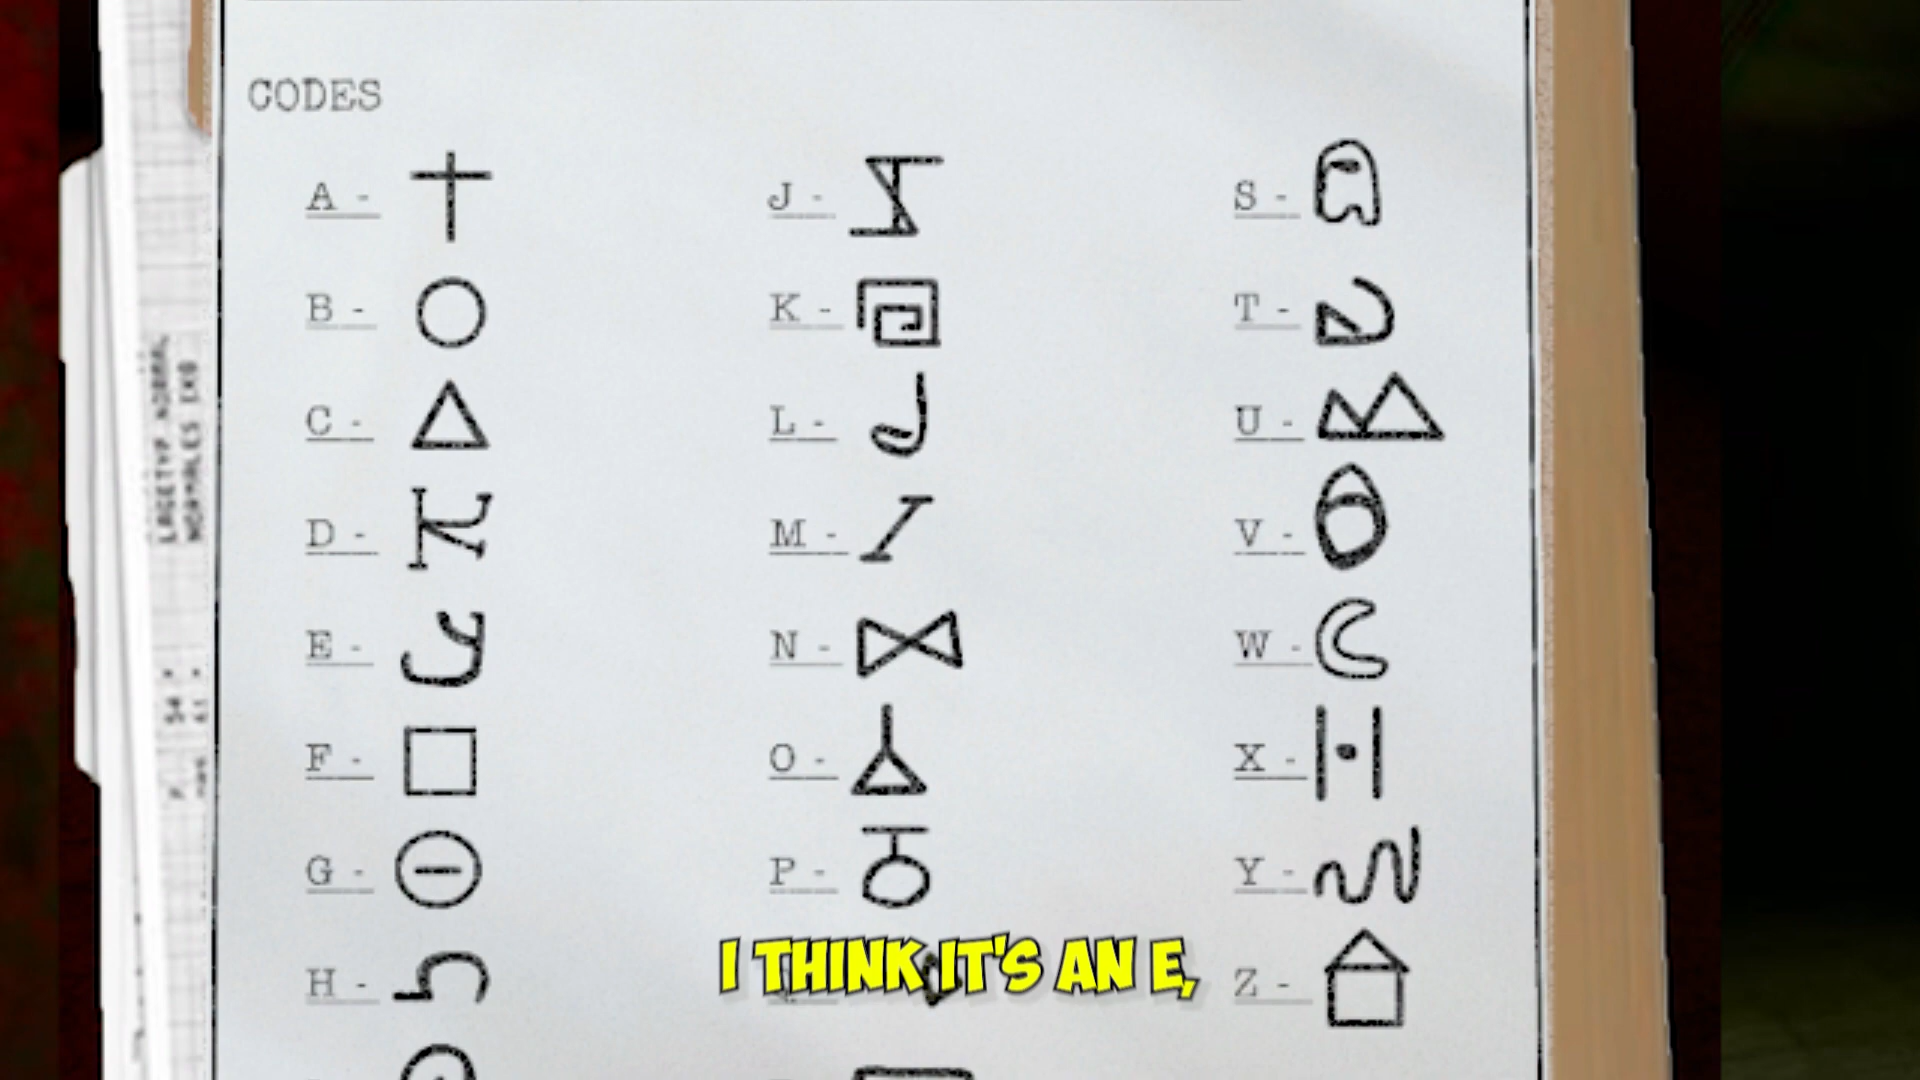 CODES
A -
J -
S -
B -
K -
T -
C -
L -
U -
D -
M -
V -
E -
N -
W -
F -
O -
X -
G -
P -
Y -
H -
Z -
I THINK IT'S AN E,